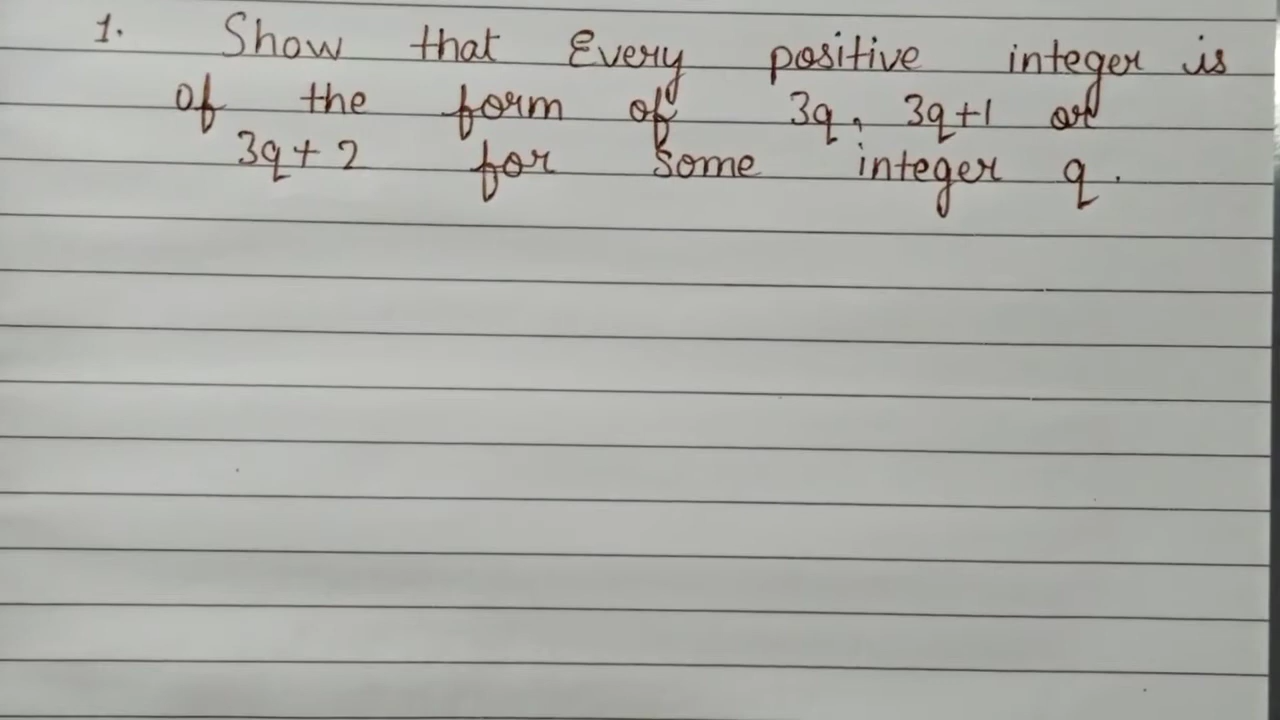 1. Show that Every positive integer is
of the form of 3q, 3q+1 or
3q+2 for some integer q.